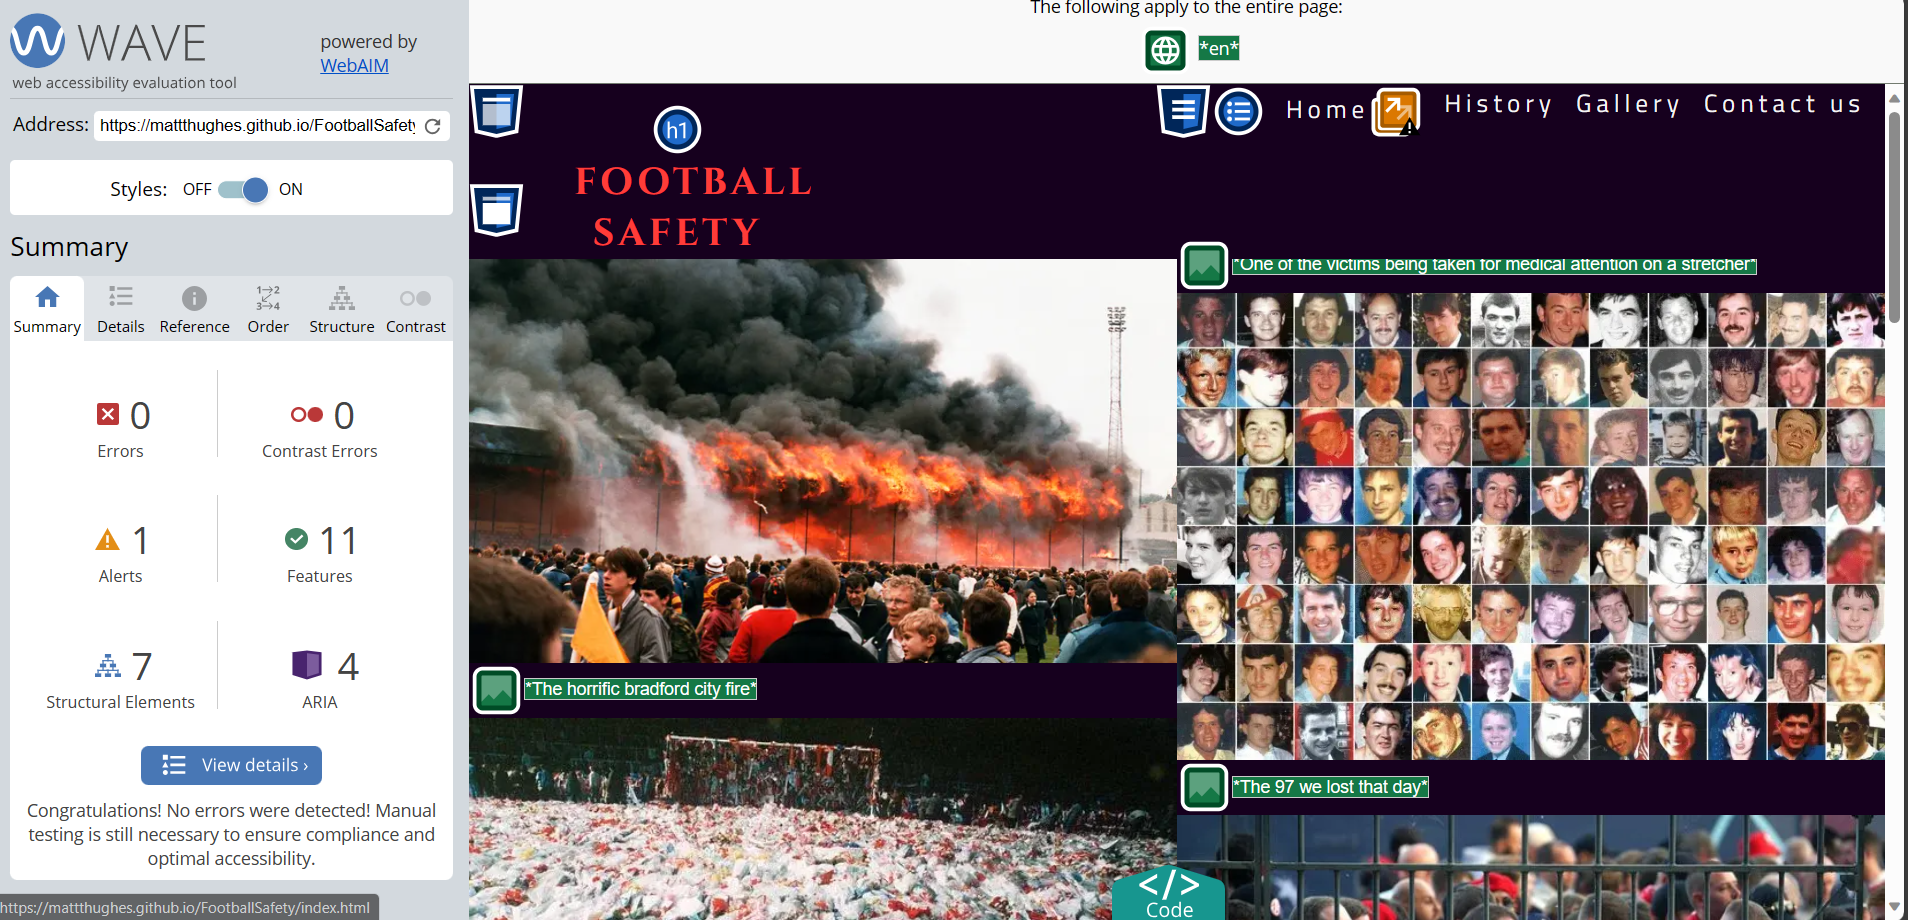 WAVE
powered by
WebAIM
web accessibility evaluation tool
Address: https://mattthughes.github.io/FootballSafety
Styles: OFF ON
Summary
Summary Details Reference Order Structure Contrast
0 0
Errors Contrast Errors
1 11
Alerts Features
7 4
Structural Elements ARIA
View details ›
Congratulations! No errors were detected! Manual
testing is still necessary to ensure compliance and
optimal accessibility.
https://mattthughes.github.io/FootballSafety/index.html
The following apply to the entire page:
*en*
h1
Home History Gallery Contact us
FOOTBALL
SAFETY
*One of the victims being taken for medical attention on a stretcher*
*The horrific bradford city fire*
*The 97 we lost that day*
</>
Code